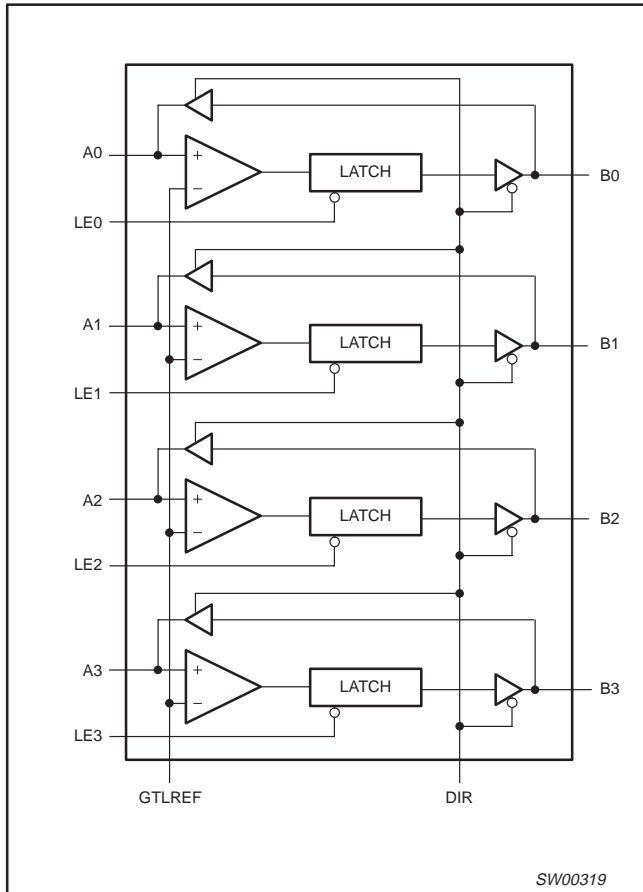 A0
+
LATCH
B0
−
LE0
A1
+
LATCH
B1
−
LE1
A2
+
LATCH
B2
−
LE2
A3
+
LATCH
B3
−
LE3
GTLREF DIR
SW00319